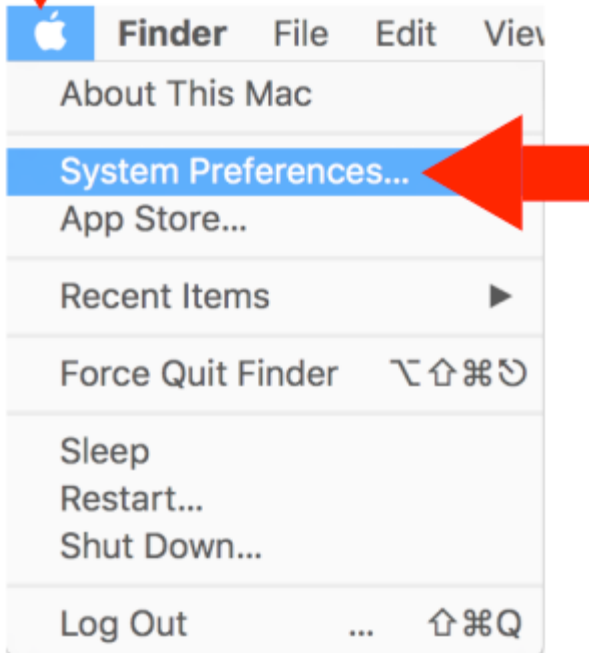 Finder File Edit View
About This Mac
System Preferences...
App Store...
Recent Items ▶
Force Quit Finder ⌥⇧⌘⎋
Sleep
Restart...
Shut Down...
Log Out ... ⇧⌘Q